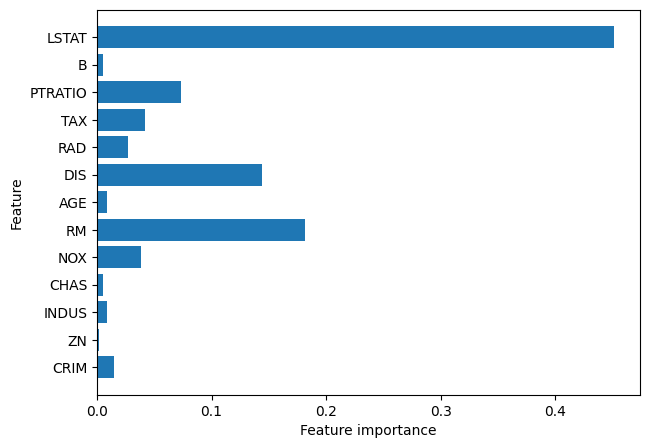 LSTAT
B
PTRATIO
TAX
RAD
DIS
AGE
RM
NOX
CHAS
INDUS
ZN
CRIM
Feature
0.0 0.1 0.2 0.3 0.4
Feature importance